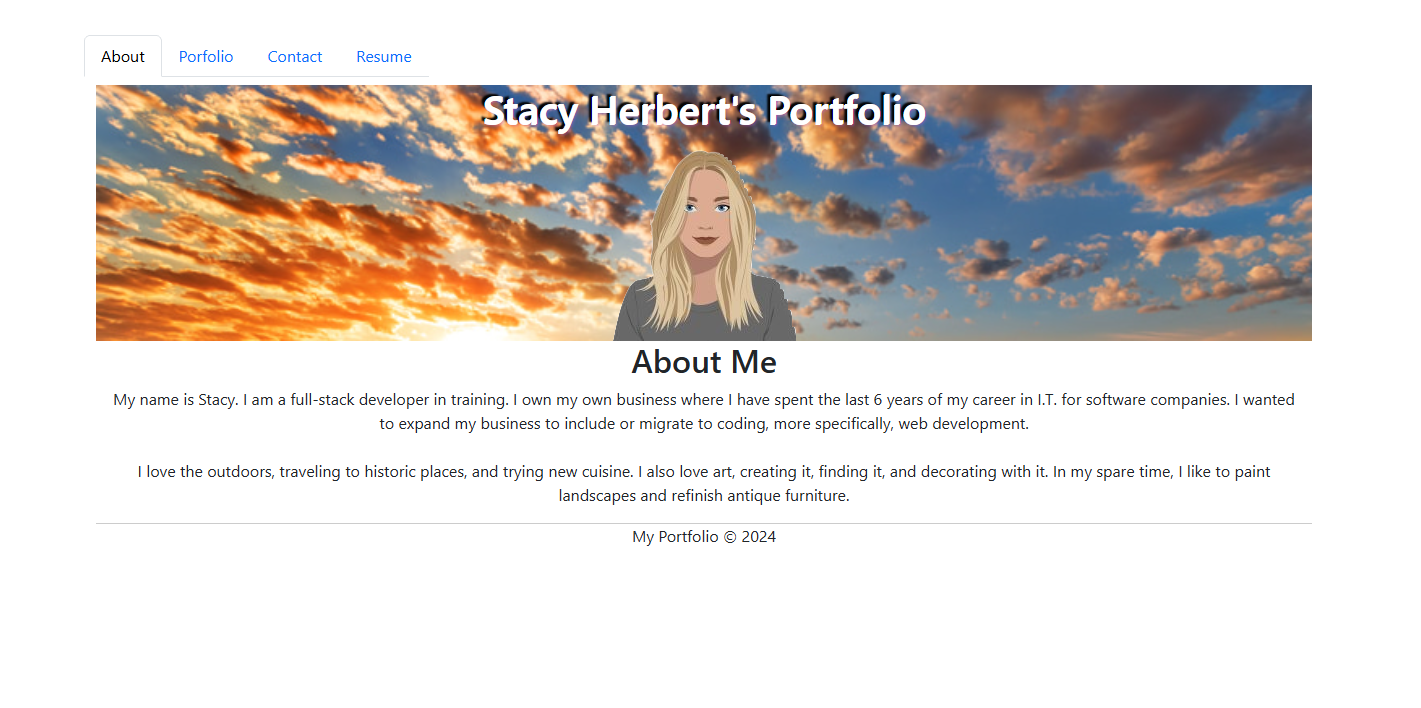 About Porfolio Contact Resume
Stacy Herbert's Portfolio
About Me
My name is Stacy. I am a full-stack developer in training. I own my own business where I have spent the last 6 years of my career in I.T. for software companies. I wanted
to expand my business to include or migrate to coding, more specifically, web development.
I love the outdoors, traveling to historic places, and trying new cuisine. I also love art, creating it, finding it, and decorating with it. In my spare time, I like to paint
landscapes and refinish antique furniture.
My Portfolio © 2024